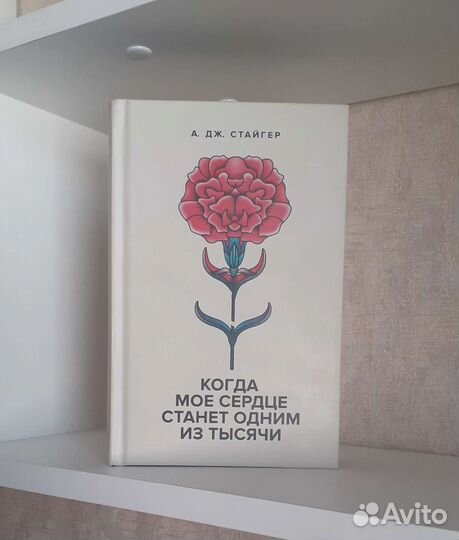 А. ДЖ. СТАЙГЕР
КОГДА
МОЕ СЕРДЦЕ
СТАНЕТ ОДНИМ
ИЗ ТЫСЯЧИ
Avito